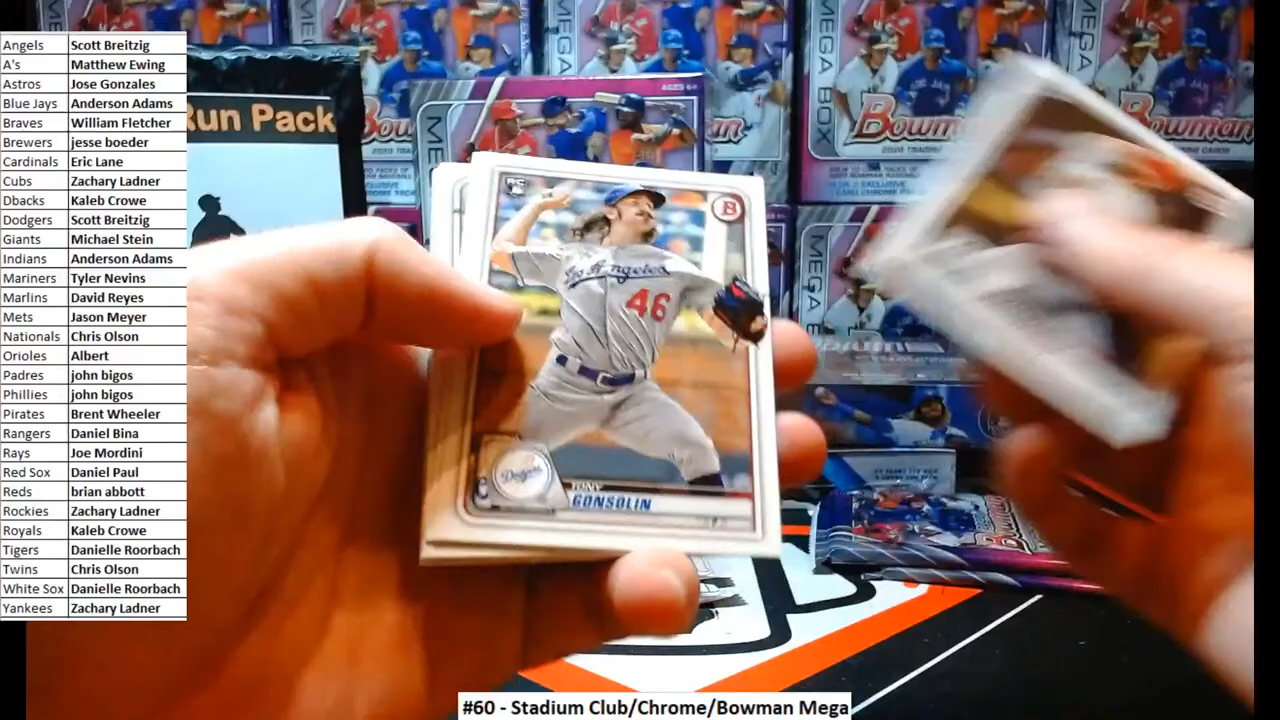 Angels Scott Breitzig
A's Matthew Ewing
Astros Jose Gonzales
Blue Jays Anderson Adams
Braves William Fletcher
Brewers jesse boeder
Cardinals Eric Lane
Cubs Zachary Ladner
Dbacks Kaleb Crowe
Dodgers Scott Breitzig
Giants Michael Stein
Indians Anderson Adams
Mariners Tyler Nevins
Marlins David Reyes
Mets Jason Meyer
Nationals Chris Olson
Orioles Albert
Padres john bigos
Phillies john bigos
Pirates Brent Wheeler
Rangers Daniel Bina
Rays Joe Mordini
Red Sox Daniel Paul
Reds brian abbott
Rockies Zachary Ladner
Royals Kaleb Crowe
Tigers Danielle Roorbach
Twins Chris Olson
White Sox Danielle Roorbach
Yankees Zachary Ladner
Run Pack
MEGA BOX
Bowman
AGES 6+
RC
B
Los Angeles
46
Dodgers
TONY
GONSOLIN
MEGA
#60 - Stadium Club/Chrome/Bowman Mega